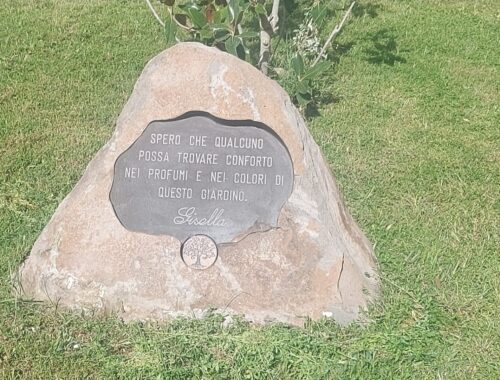 SPERO CHE QUALCUNO
POSSA TROVARE CONFORTO
NEI PROFUMI E NEI COLORI DI
QUESTO GIARDINO.
Gisella